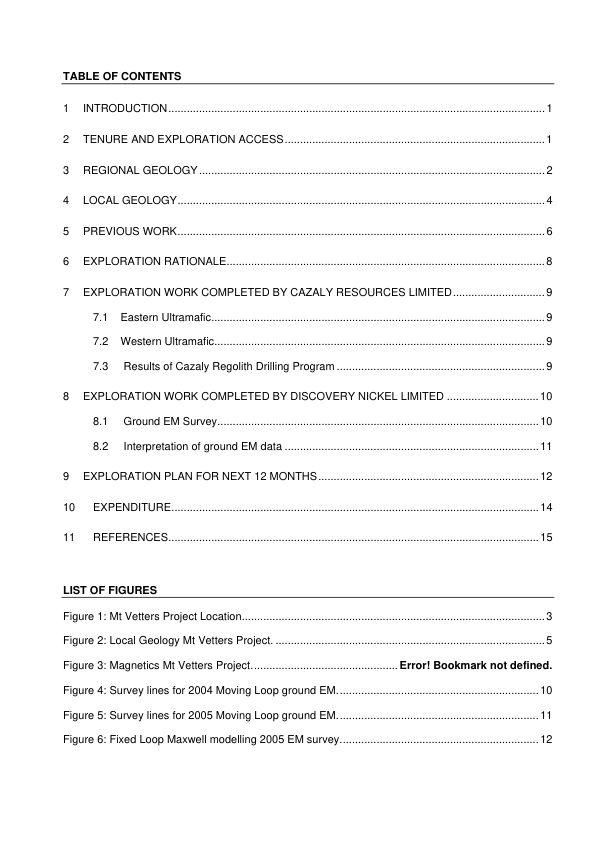 TABLE OF CONTENTS
1 INTRODUCTION 1
2 TENURE AND EXPLORATION ACCESS 1
3 REGIONAL GEOLOGY 2
4 LOCAL GEOLOGY 4
5 PREVIOUS WORK 6
6 EXPLORATION RATIONALE 8
7 EXPLORATION WORK COMPLETED BY CAZALY RESOURCES LIMITED 9
7.1 Eastern Ultramafic 9
7.2 Western Ultramafic 9
7.3 Results of Cazaly Regolith Drilling Program 9
8 EXPLORATION WORK COMPLETED BY DISCOVERY NICKEL LIMITED 10
8.1 Ground EM Survey 10
8.2 Interpretation of ground EM data 11
9 EXPLORATION PLAN FOR NEXT 12 MONTHS 12
10 EXPENDITURE 14
11 REFERENCES 15
LIST OF FIGURES
Figure 1: Mt Vetters Project Location 3
Figure 2: Local Geology Mt Vetters Project. 5
Figure 3: Magnetics Mt Vetters Project. Error! Bookmark not defined.
Figure 4: Survey lines for 2004 Moving Loop ground EM. 10
Figure 5: Survey lines for 2005 Moving Loop ground EM. 11
Figure 6: Fixed Loop Maxwell modelling 2005 EM survey. 12